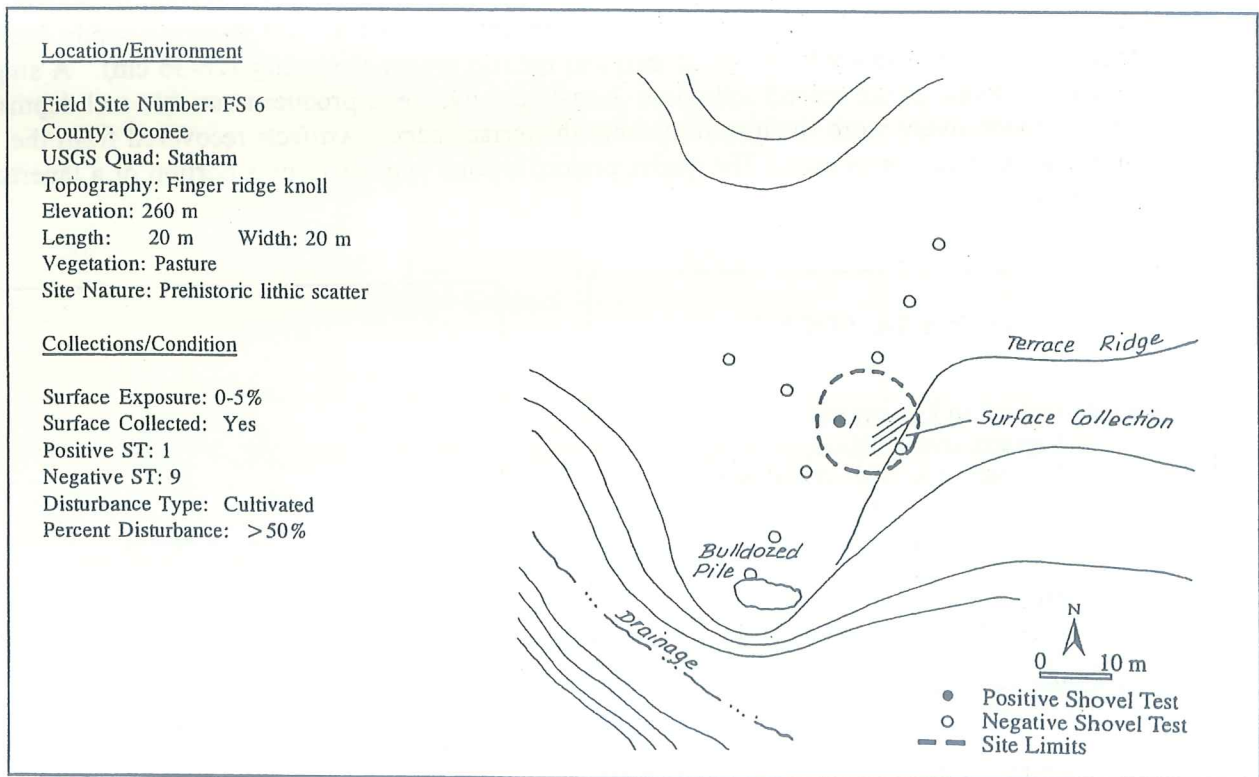 Location/Environment
Field Site Number: FS 6
County: Oconee
USGS Quad: Statham
Topography: Finger ridge knoll
Elevation: 260 m
Length: 20 m Width: 20 m
Vegetation: Pasture
Site Nature: Prehistoric lithic scatter
Collections/Condition
Surface Exposure: 0-5%
Surface Collected: Yes
Positive ST: 1
Negative ST: 9
Disturbance Type: Cultivated
Percent Disturbance: >50%
Terrace Ridge
1
Surface Collection
Bulldozed
Pile
Drainage
N
0 10 m
Positive Shovel Test
Negative Shovel Test
Site Limits